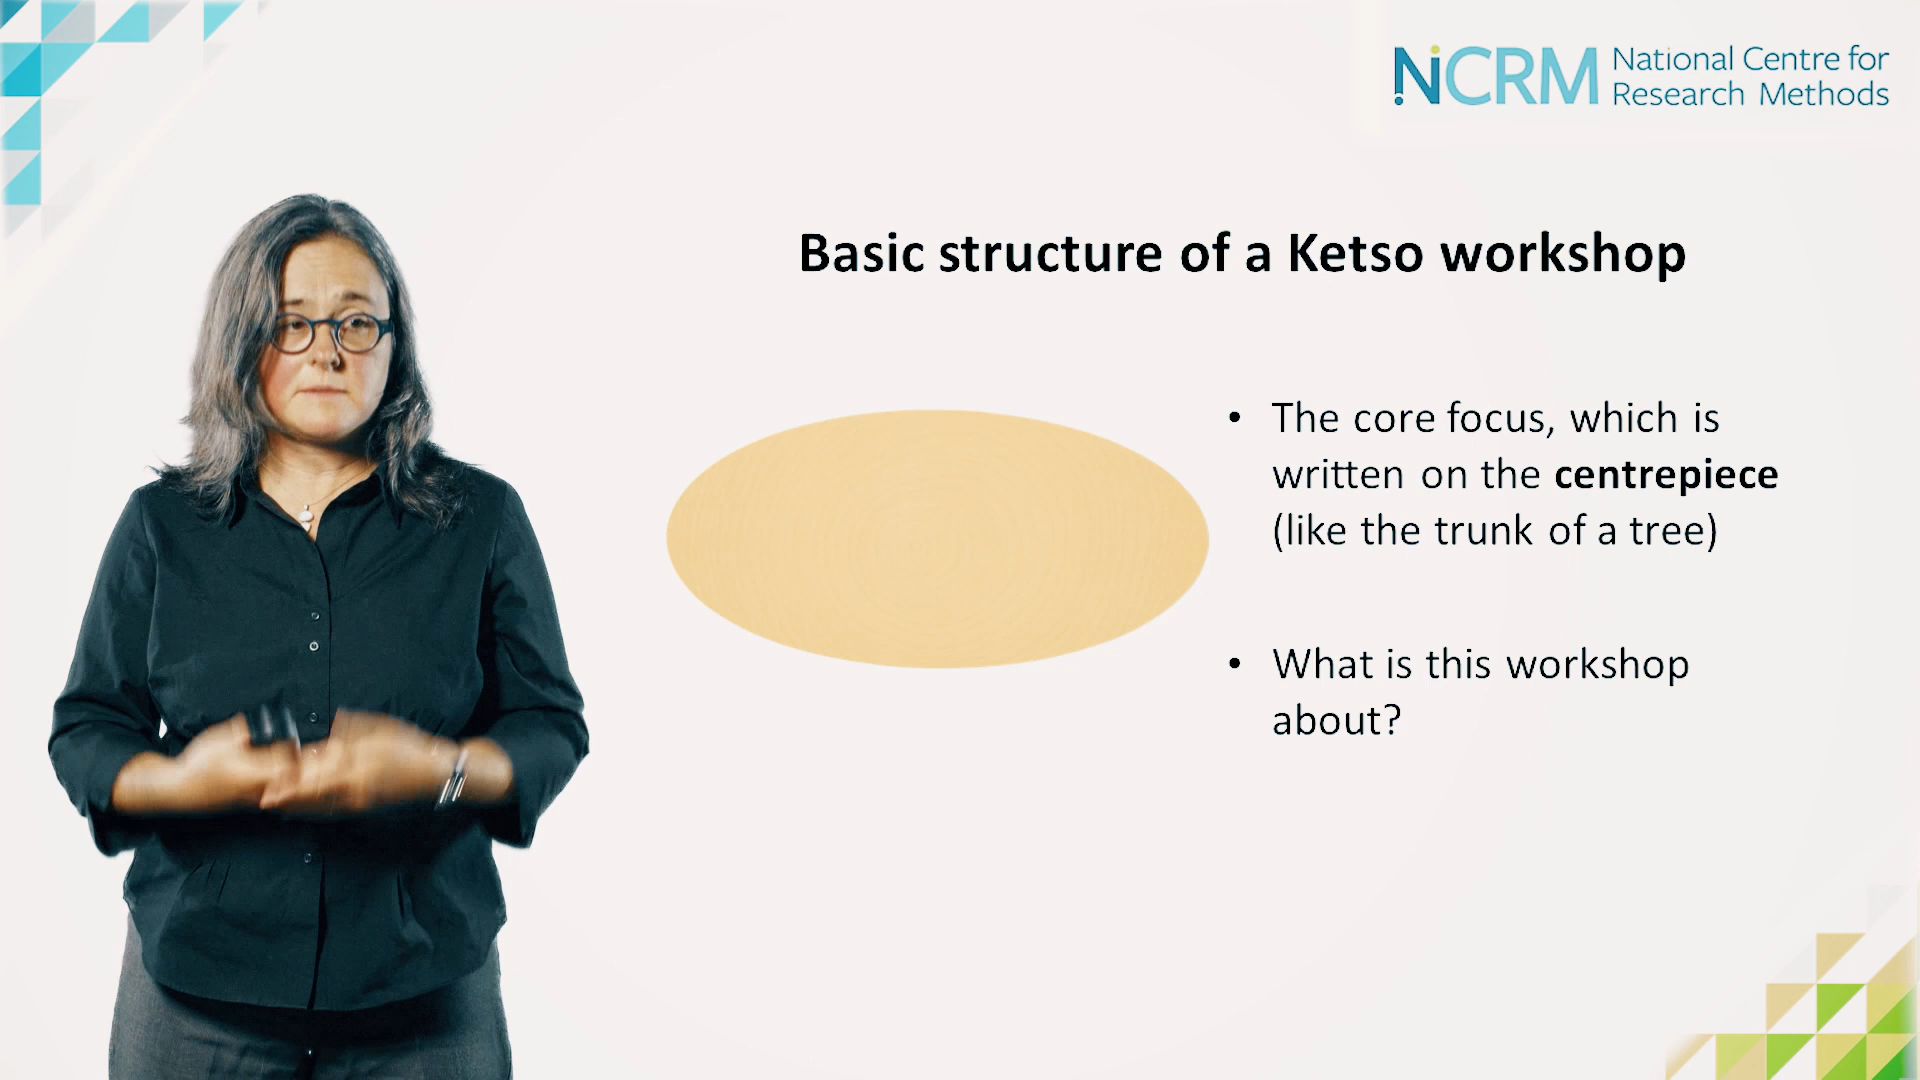 NCRM National Centre for
Research Methods
Basic structure of a Ketso workshop
• The core focus, which is
written on the centrepiece
(like the trunk of a tree)
• What is this workshop
about?